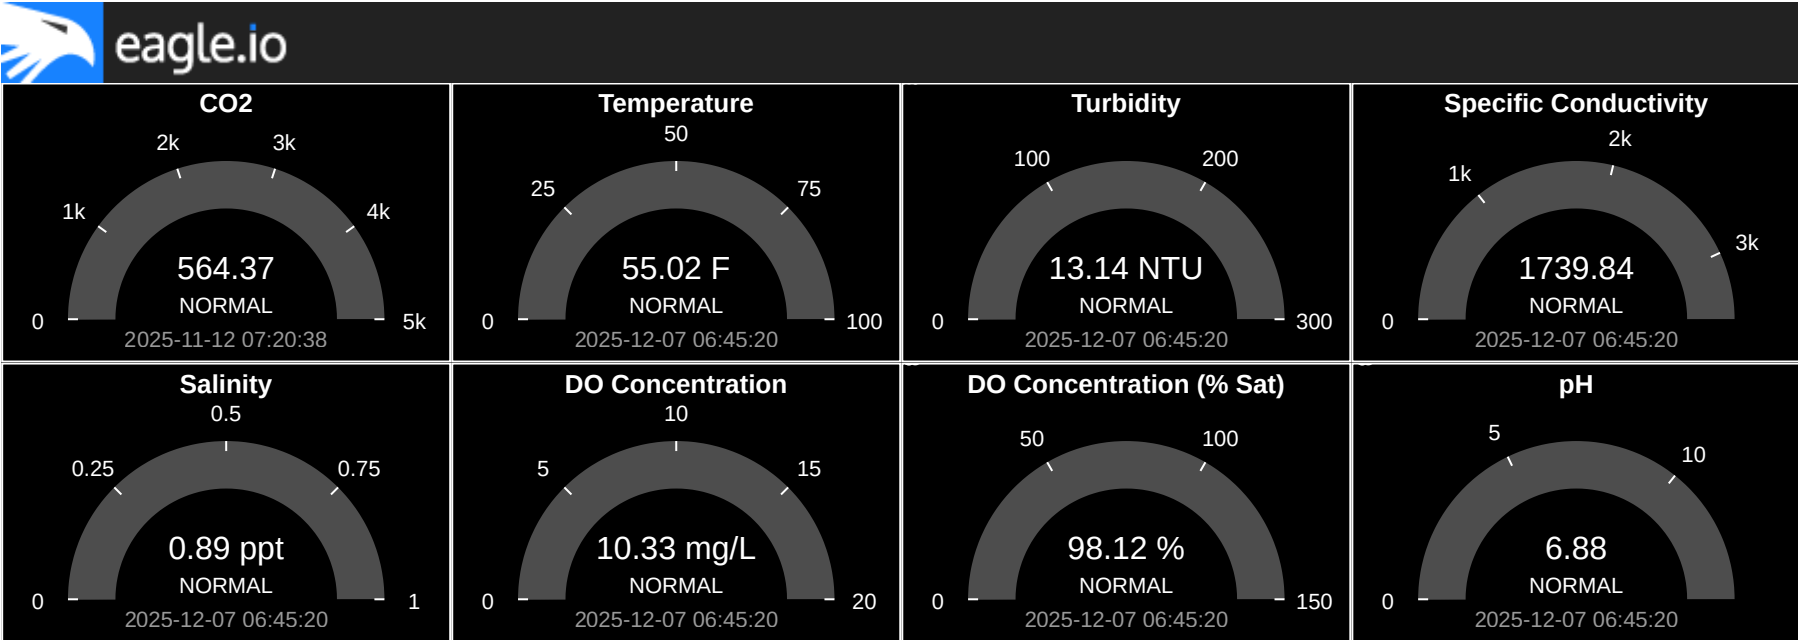 eagle.io
CO2
2k
3k
1k
4k
564.37
NORMAL
0
5k
2025-11-12 07:20:38
Temperature
50
25
75
55.02 F
NORMAL
0
100
2025-12-07 06:45:20
Turbidity
100
200
13.14 NTU
NORMAL
0
300
2025-12-07 06:45:20
Specific Conductivity
2k
1k
3k
1739.84
NORMAL
0
2025-12-07 06:45:20
Salinity
0.5
0.25
0.75
0.89 ppt
NORMAL
0
1
2025-12-07 06:45:20
DO Concentration
10
5
15
10.33 mg/L
NORMAL
0
20
2025-12-07 06:45:20
DO Concentration (% Sat)
50
100
98.12 %
NORMAL
0
150
2025-12-07 06:45:20
pH
5
10
6.88
NORMAL
0
2025-12-07 06:45:20